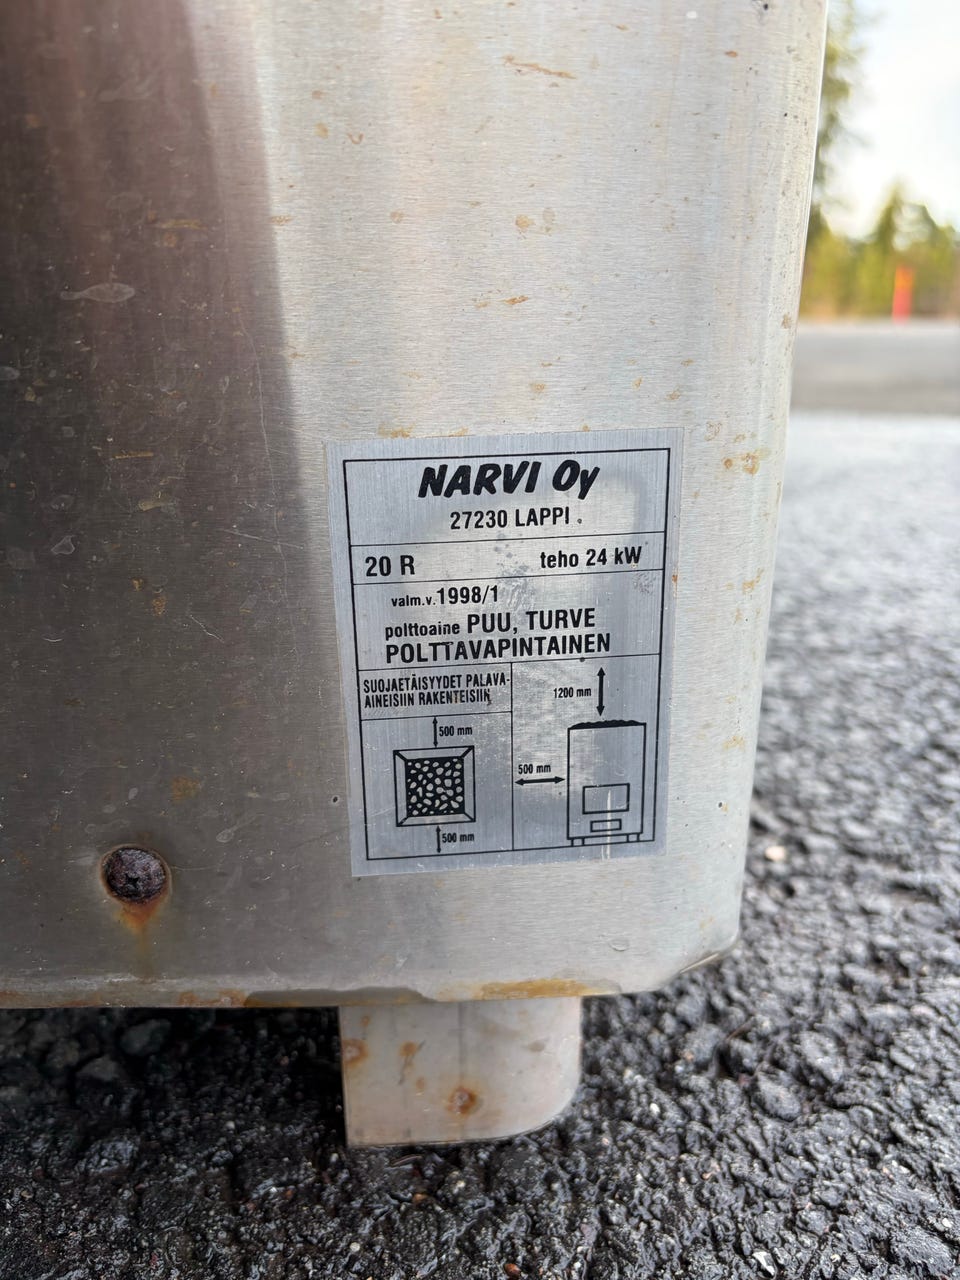 NARVI Oy
27230 LAPPI
20 R teho 24 kW
valm.v. 1998/1
polttoaine PUU, TURVE
POLTTAVAPINTAINEN
SUOJAETÄISYYDET PALAVA-
AINEISIIN RAKENTEISIIN
1200 mm
500 mm
500 mm
500 mm